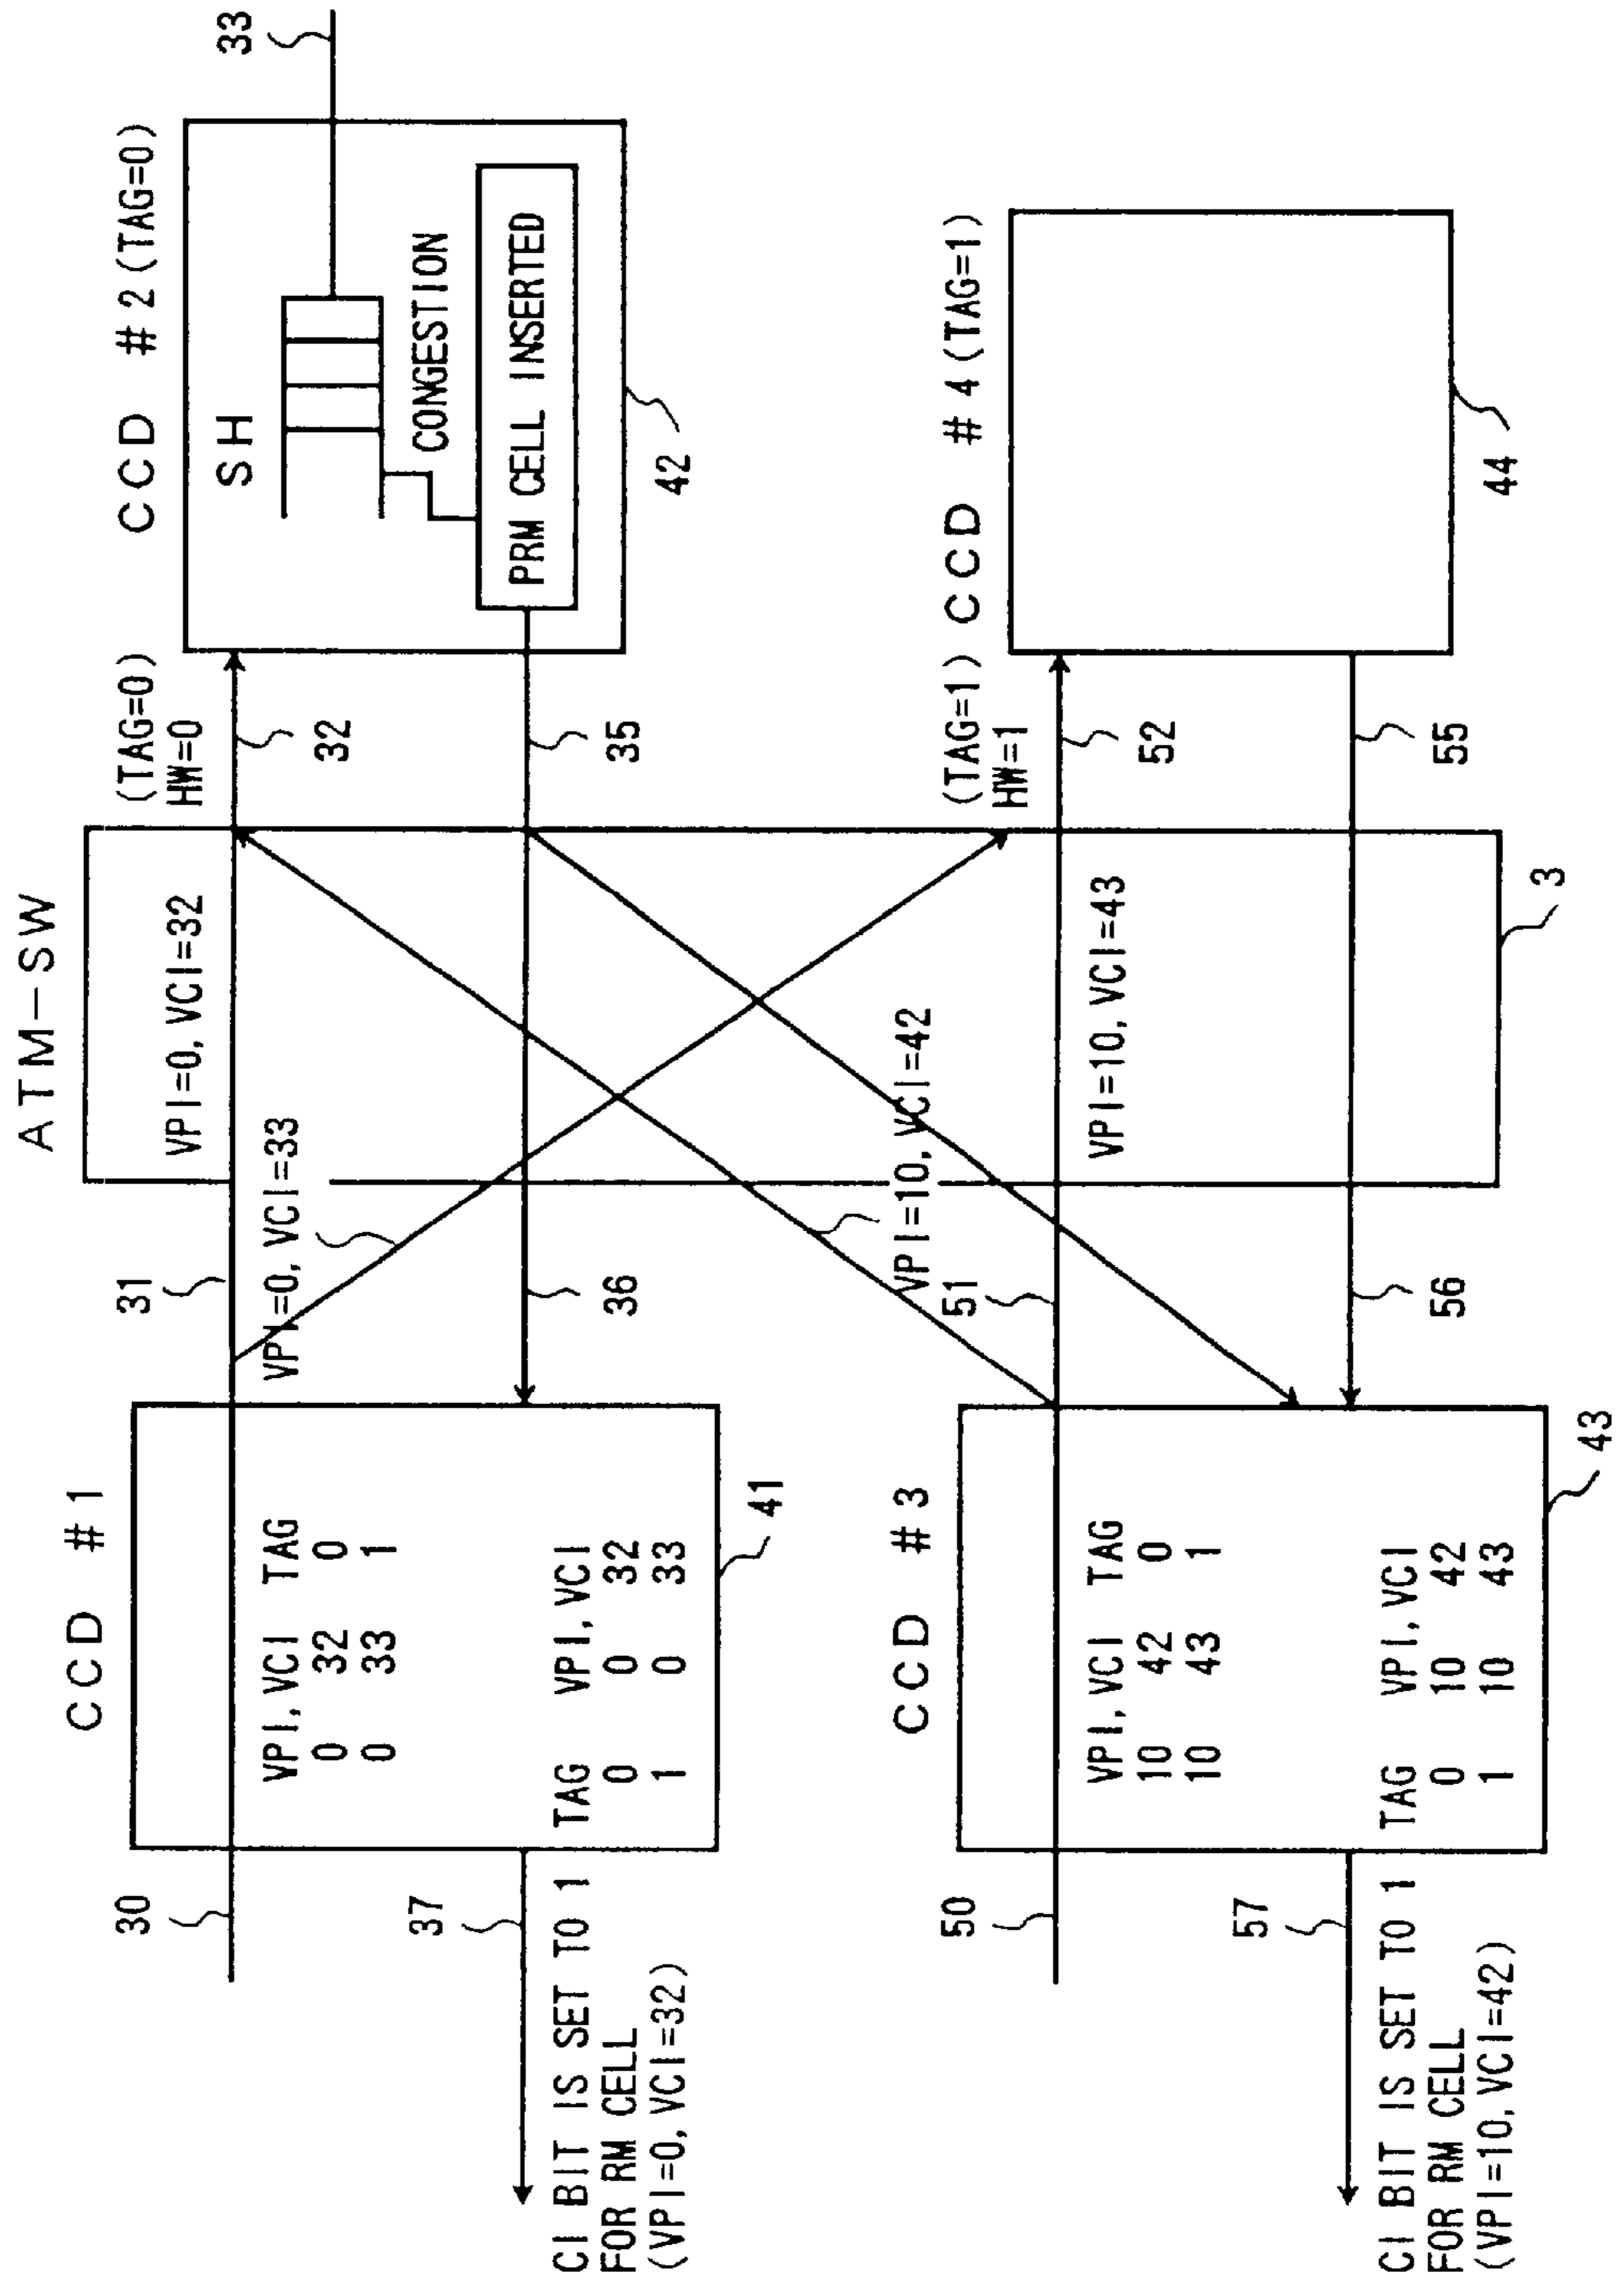 ATM-SW
CCD #1
30
31
VPI=0, VCI=32
(TAG=0)
HW=0
CCD #2 (TAG=0)
33
VPI, VCI TAG
0 32 0
0 33 1
VPI=0, VCI=33
32
SH
CONGESTION
PRM CELL INSERTED
37
TAG VPI, VCI
0 0 32
1 0 33
36
35
42
CI BIT IS SET TO 1
FOR RM CELL
(VPI=0, VCI=32)
41
VPI=10, VCI=42
CCD #3
50
51
(TAG=1)
HW=1
CCD #4 (TAG=1)
VPI, VCI TAG
10 42 0
10 43 1
VPI=10, VCI=43
52
57
TAG VPI, VCI
0 10 42
1 10 43
56
55
44
CI BIT IS SET TO 1
FOR RM CELL
(VPI=10, VCI=42)
43
3